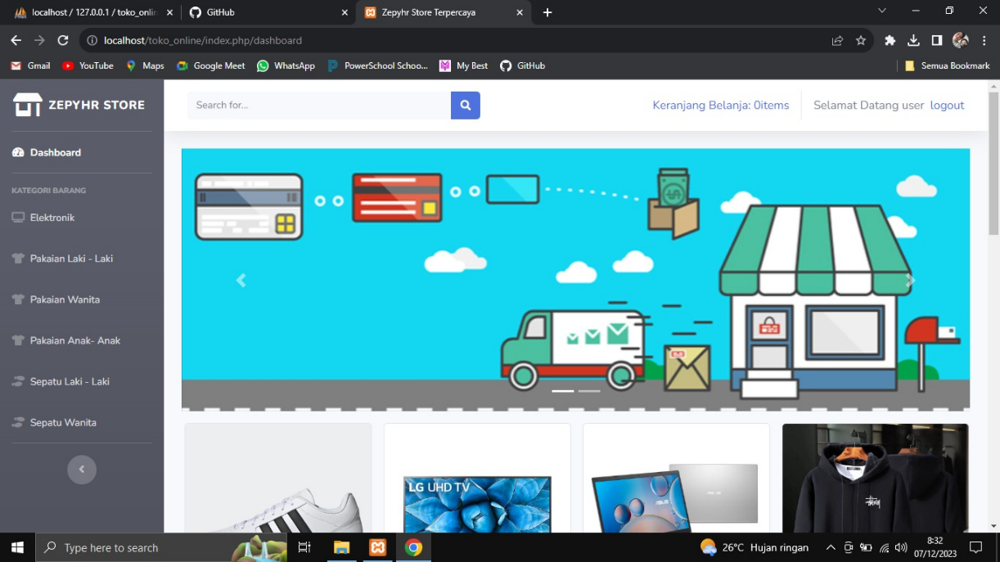 localhost / 127.0.0.1 / toko_onlin
GitHub
Zepyhr Store Terpercaya
localhost/toko_online/index.php/dashboard
Gmail
YouTube
Maps
Google Meet
WhatsApp
PowerSchool Schoo...
My Best
GitHub
Semua Bookmark
ZEPYHR STORE
Search for...
Keranjang Belanja: 0items
Selamat Datang user logout
Dashboard
KATEGORI BARANG
Elektronik
Pakaian Laki - Laki
Pakaian Wanita
Pakaian Anak- Anak
Sepatu Laki - Laki
Sepatu Wanita
LG UHD TV
Type here to search
26°C Hujan ringan
8:32
07/12/2023